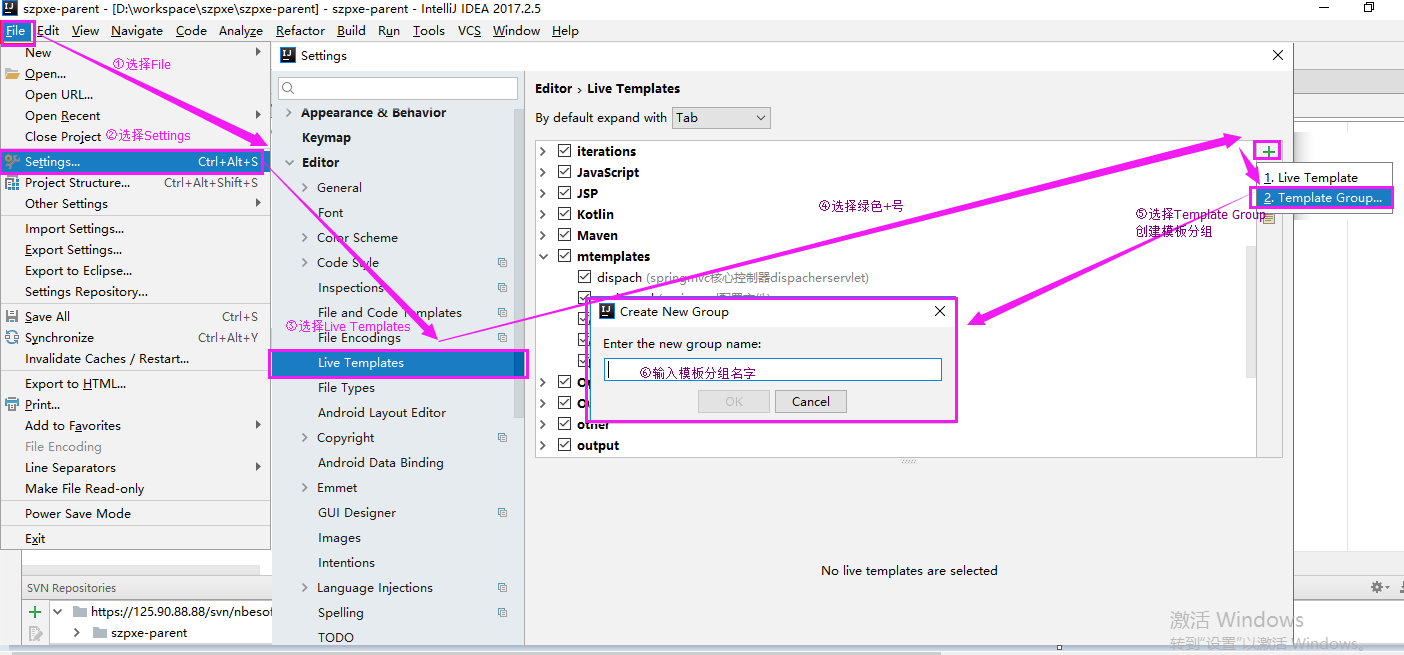 szpxe-parent - [D:\workspace\szpxe\szpxe-parent] - szpxe-parent - IntelliJ IDEA 2017.2.5
File Edit View Navigate Code Analyze Refactor Build Run Tools VCS Window Help
New
Open...
Open URL...
Open Recent
Close Project
Settings... Ctrl+Alt+S
Project Structure... Ctrl+Alt+Shift+S
Other Settings
Import Settings...
Export Settings...
Export to Eclipse...
Settings Repository...
Save All Ctrl+S
Synchronize Ctrl+Alt+Y
Invalidate Caches / Restart...
Export to HTML...
Print...
Add to Favorites
File Encoding
Line Separators
Make File Read-only
Power Save Mode
Exit
①选择File
②选择Settings
Settings
Appearance & Behavior
Keymap
Editor
General
Font
Color Scheme
Code Style
Inspections
File and Code Templates
③选择Live Templates
File Encodings
Live Templates
File Types
Android Layout Editor
Copyright
Android Data Binding
Emmet
GUI Designer
Images
Intentions
Language Injections
Spelling
TODO
Editor › Live Templates
By default expand with Tab
iterations
JavaScript
JSP
Kotlin
Maven
mtemplates
dispach (springmvc核心控制器dispacherservlet)
other
output
④选择绿色+号
1. Live Template
2. Template Group...
⑤选择Template Group
创建模板分组
Create New Group
Enter the new group name:
⑥输入模板分组名字
OK Cancel
No live templates are selected
SVN Repositories
https://125.90.88.88/svn/nbesof
szpxe-parent
激活 Windows
转到"设置"以激活 Windows。